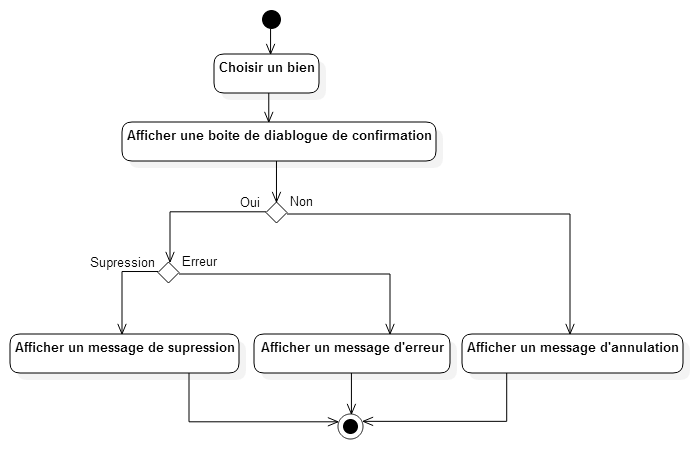 Choisir un bien
Afficher une boite de diablogue de confirmation
Oui
Non
Supression
Erreur
Afficher un message de supression
Afficher un message d'erreur
Afficher un message d'annulation